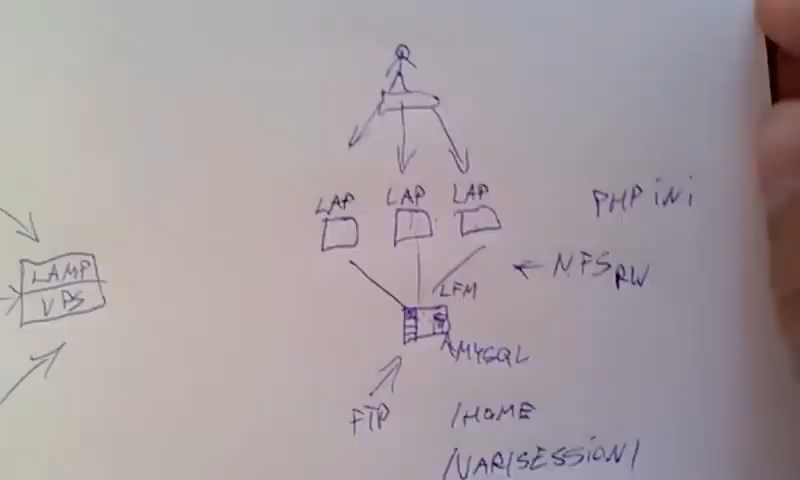 LAP LAP LAP
PHP ini
LAMP
VPS
NFS RW
LFM
MYSQL
FTP
/HOME
/VAR/SESSION/